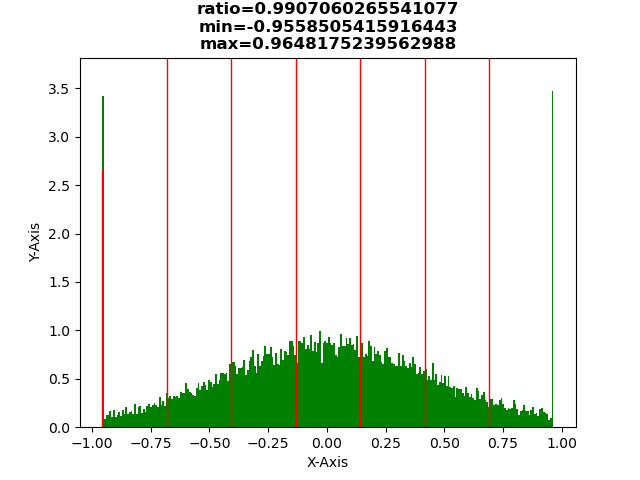 ratio=0.9907060265541077
min=-0.9558505415916443
max=0.9648175239562988
3.5
3.0
2.5
2.0
1.5
1.0
0.5
0.0
Y-Axis
−1.00 −0.75 −0.50 −0.25 0.00 0.25 0.50 0.75 1.00
X-Axis